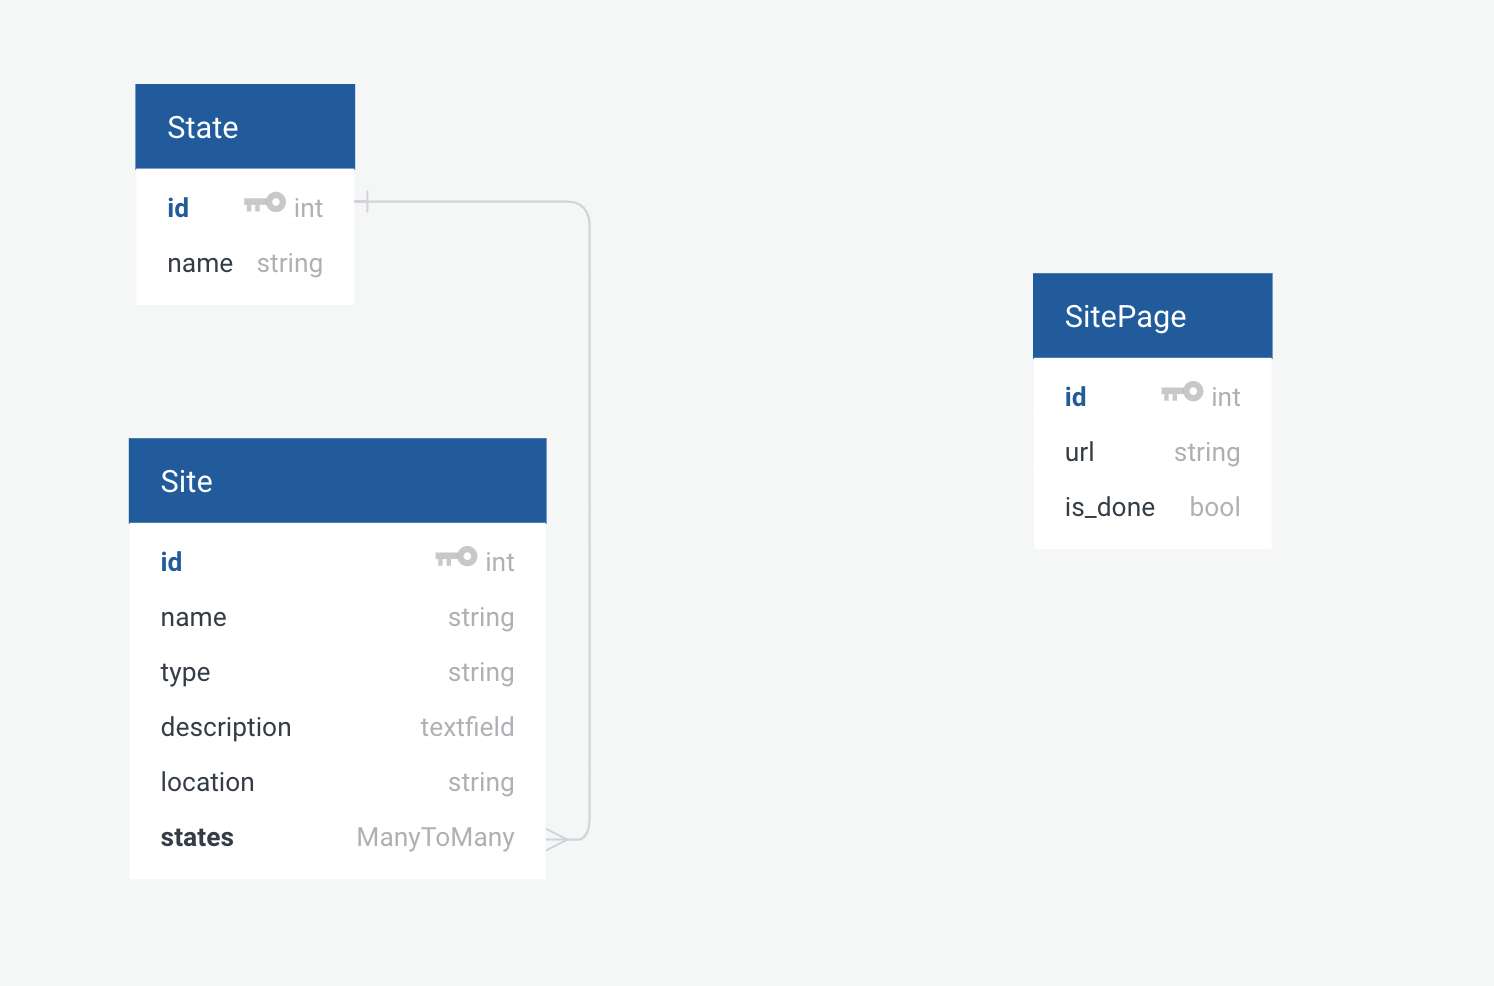 State
id int
name string
Site
id int
name string
type string
description textfield
location string
states ManyToMany
SitePage
id int
url string
is_done bool